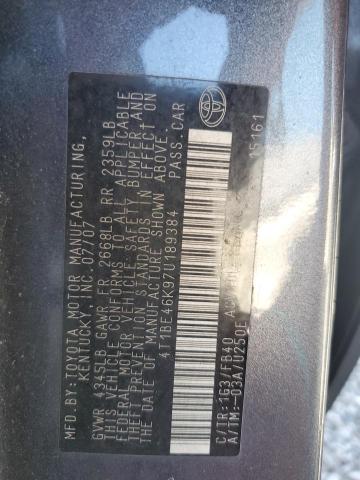 MFD. BY: TOYOTA MOTOR MANUFACTURING,
KENTUCKY, INC. 07/07
GVWR 4345LB GAWR FR 2668LB RR 2359LB
THIS VEHICLE CONFORMS TO ALL APPLICABLE
FEDERAL MOTOR VEHICLE SAFETY, BUMPER, AND
THEFT PREVENTION STANDARDS IN EFFECT ON
THE DATE OF MANUFACTURE SHOWN ABOVE.
4T1BE46K97U189384 PASS. CAR
C/TR: 1G3/FB40
A/TM: -03A/U250E
15161